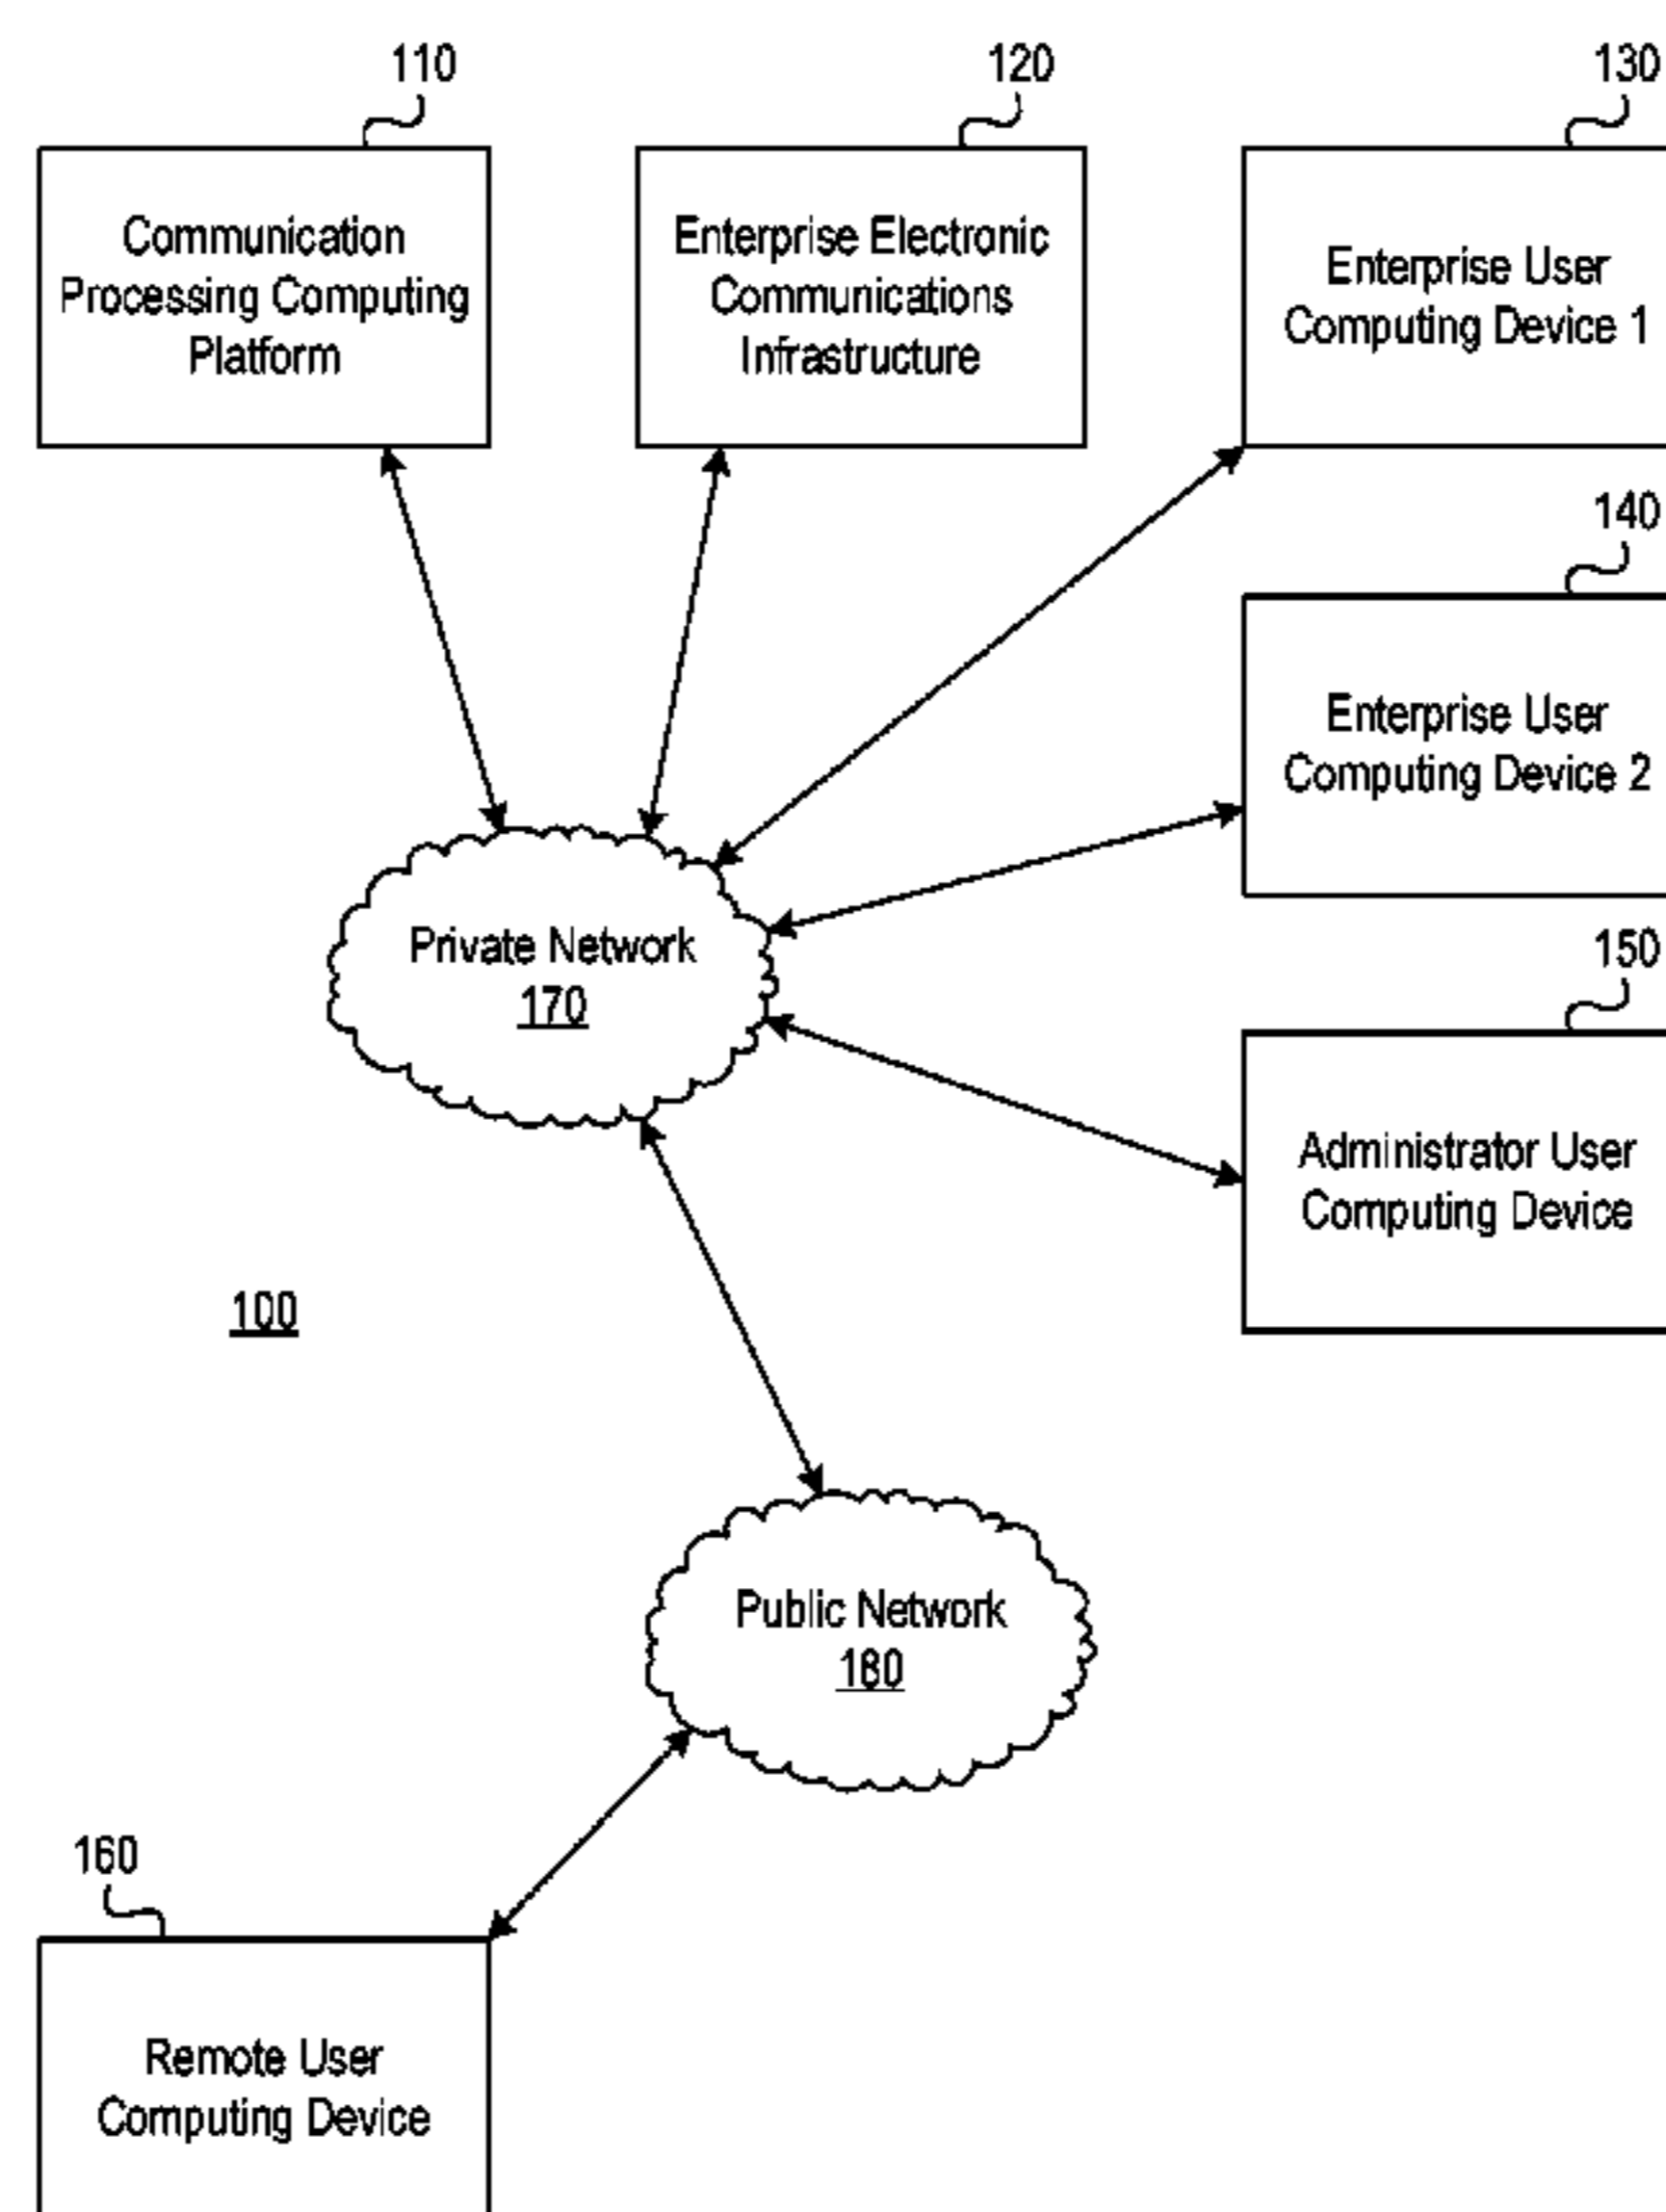 110
Communication
Processing Computing
Platform
120
Enterprise Electronic
Communications
Infrastructure
130
Enterprise User
Computing Device 1
140
Enterprise User
Computing Device 2
Private Network
170
150
Administrator User
Computing Device
100
Public Network
180
160
Remote User
Computing Device